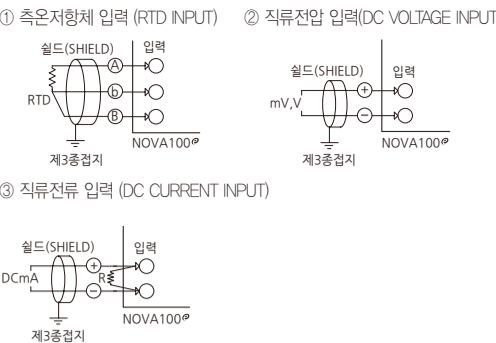 ① 측온저항체 입력 (RTD INPUT)
쉴드(SHIELD)
입력
A
b
B
RTD
제3종접지
NOVA100e
② 직류전압 입력(DC VOLTAGE INPUT
쉴드(SHIELD)
입력
+
mV,V
−
제3종접지
NOVA100e
③ 직류전류 입력 (DC CURRENT INPUT)
쉴드(SHIELD)
입력
+
DCmA
R
−
제3종접지
NOVA100e